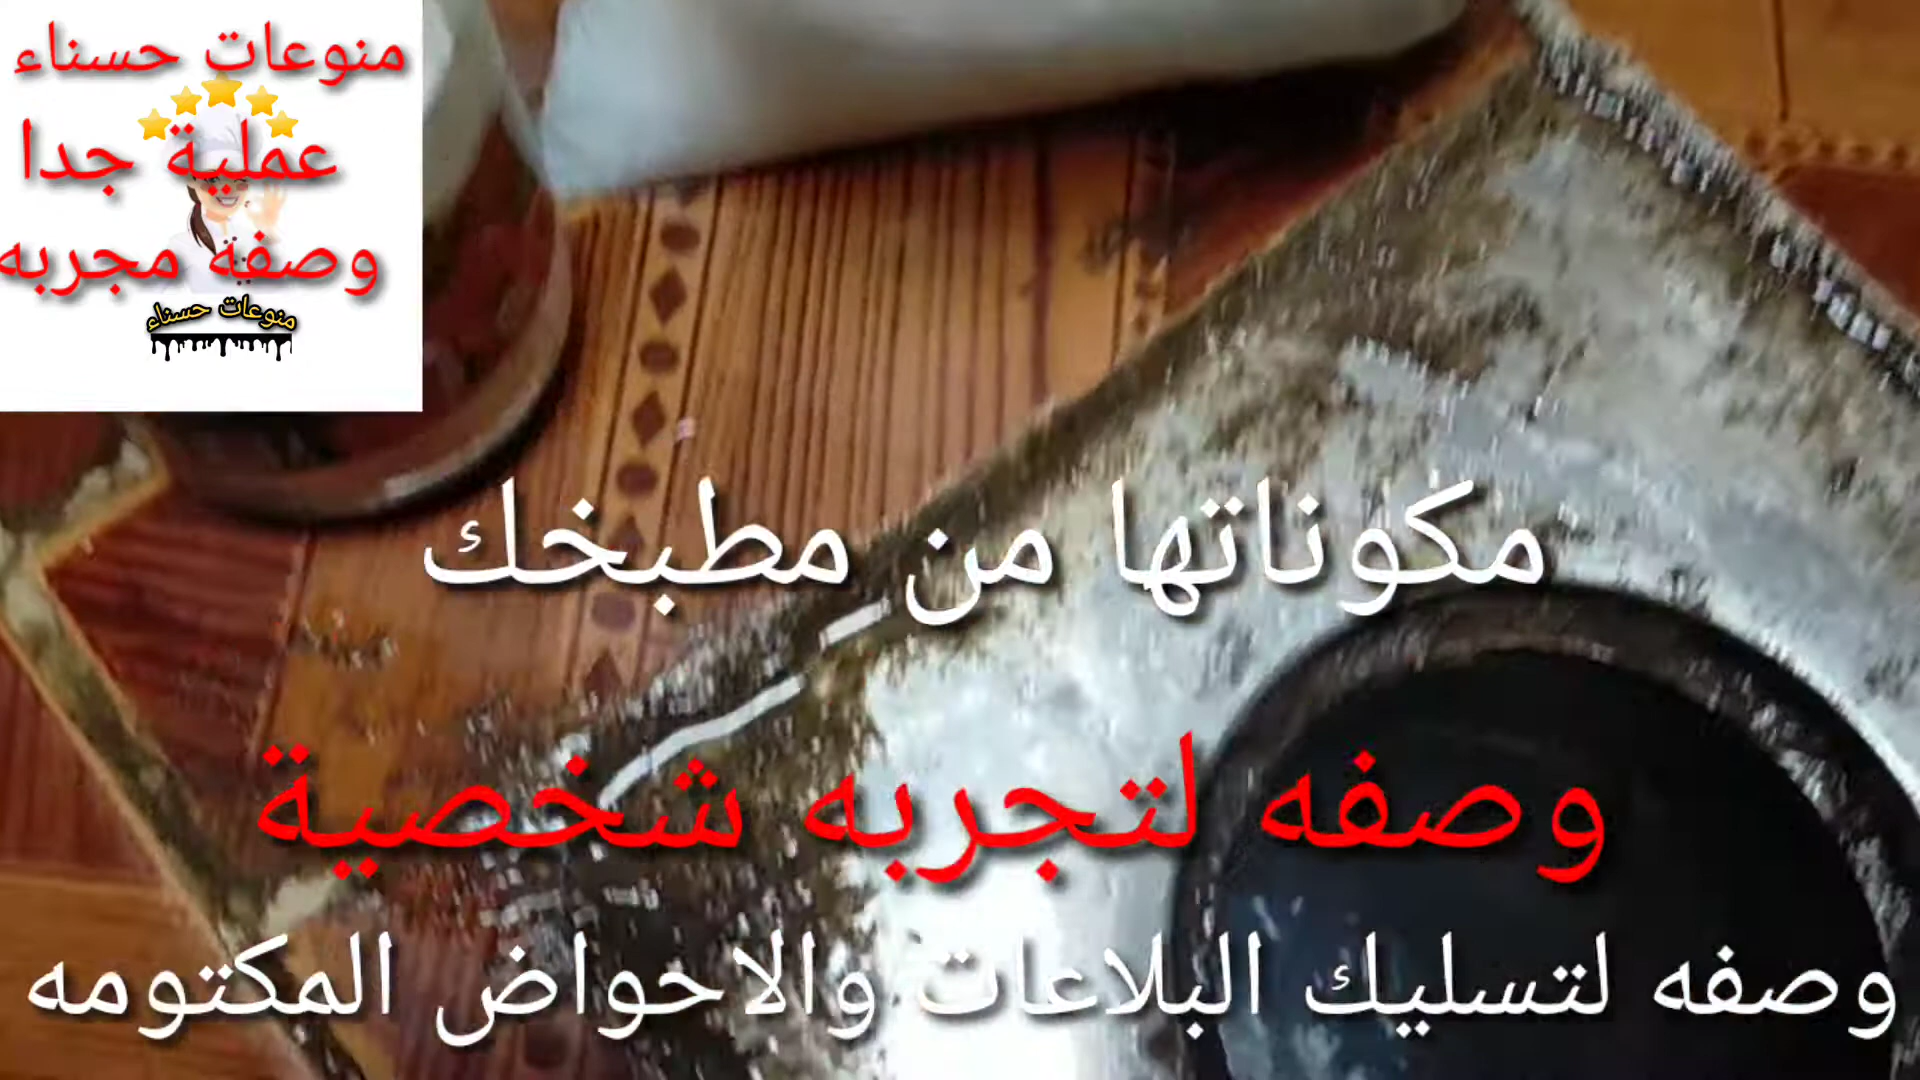 منوعات حسناء
عملية جدا
وصفة مجربه
منوعات حسناء
مكوناتها من مطبخك
وصفه لتجربه شخصية
وصفه لتسليك البلاعات والاحواض المكتومه